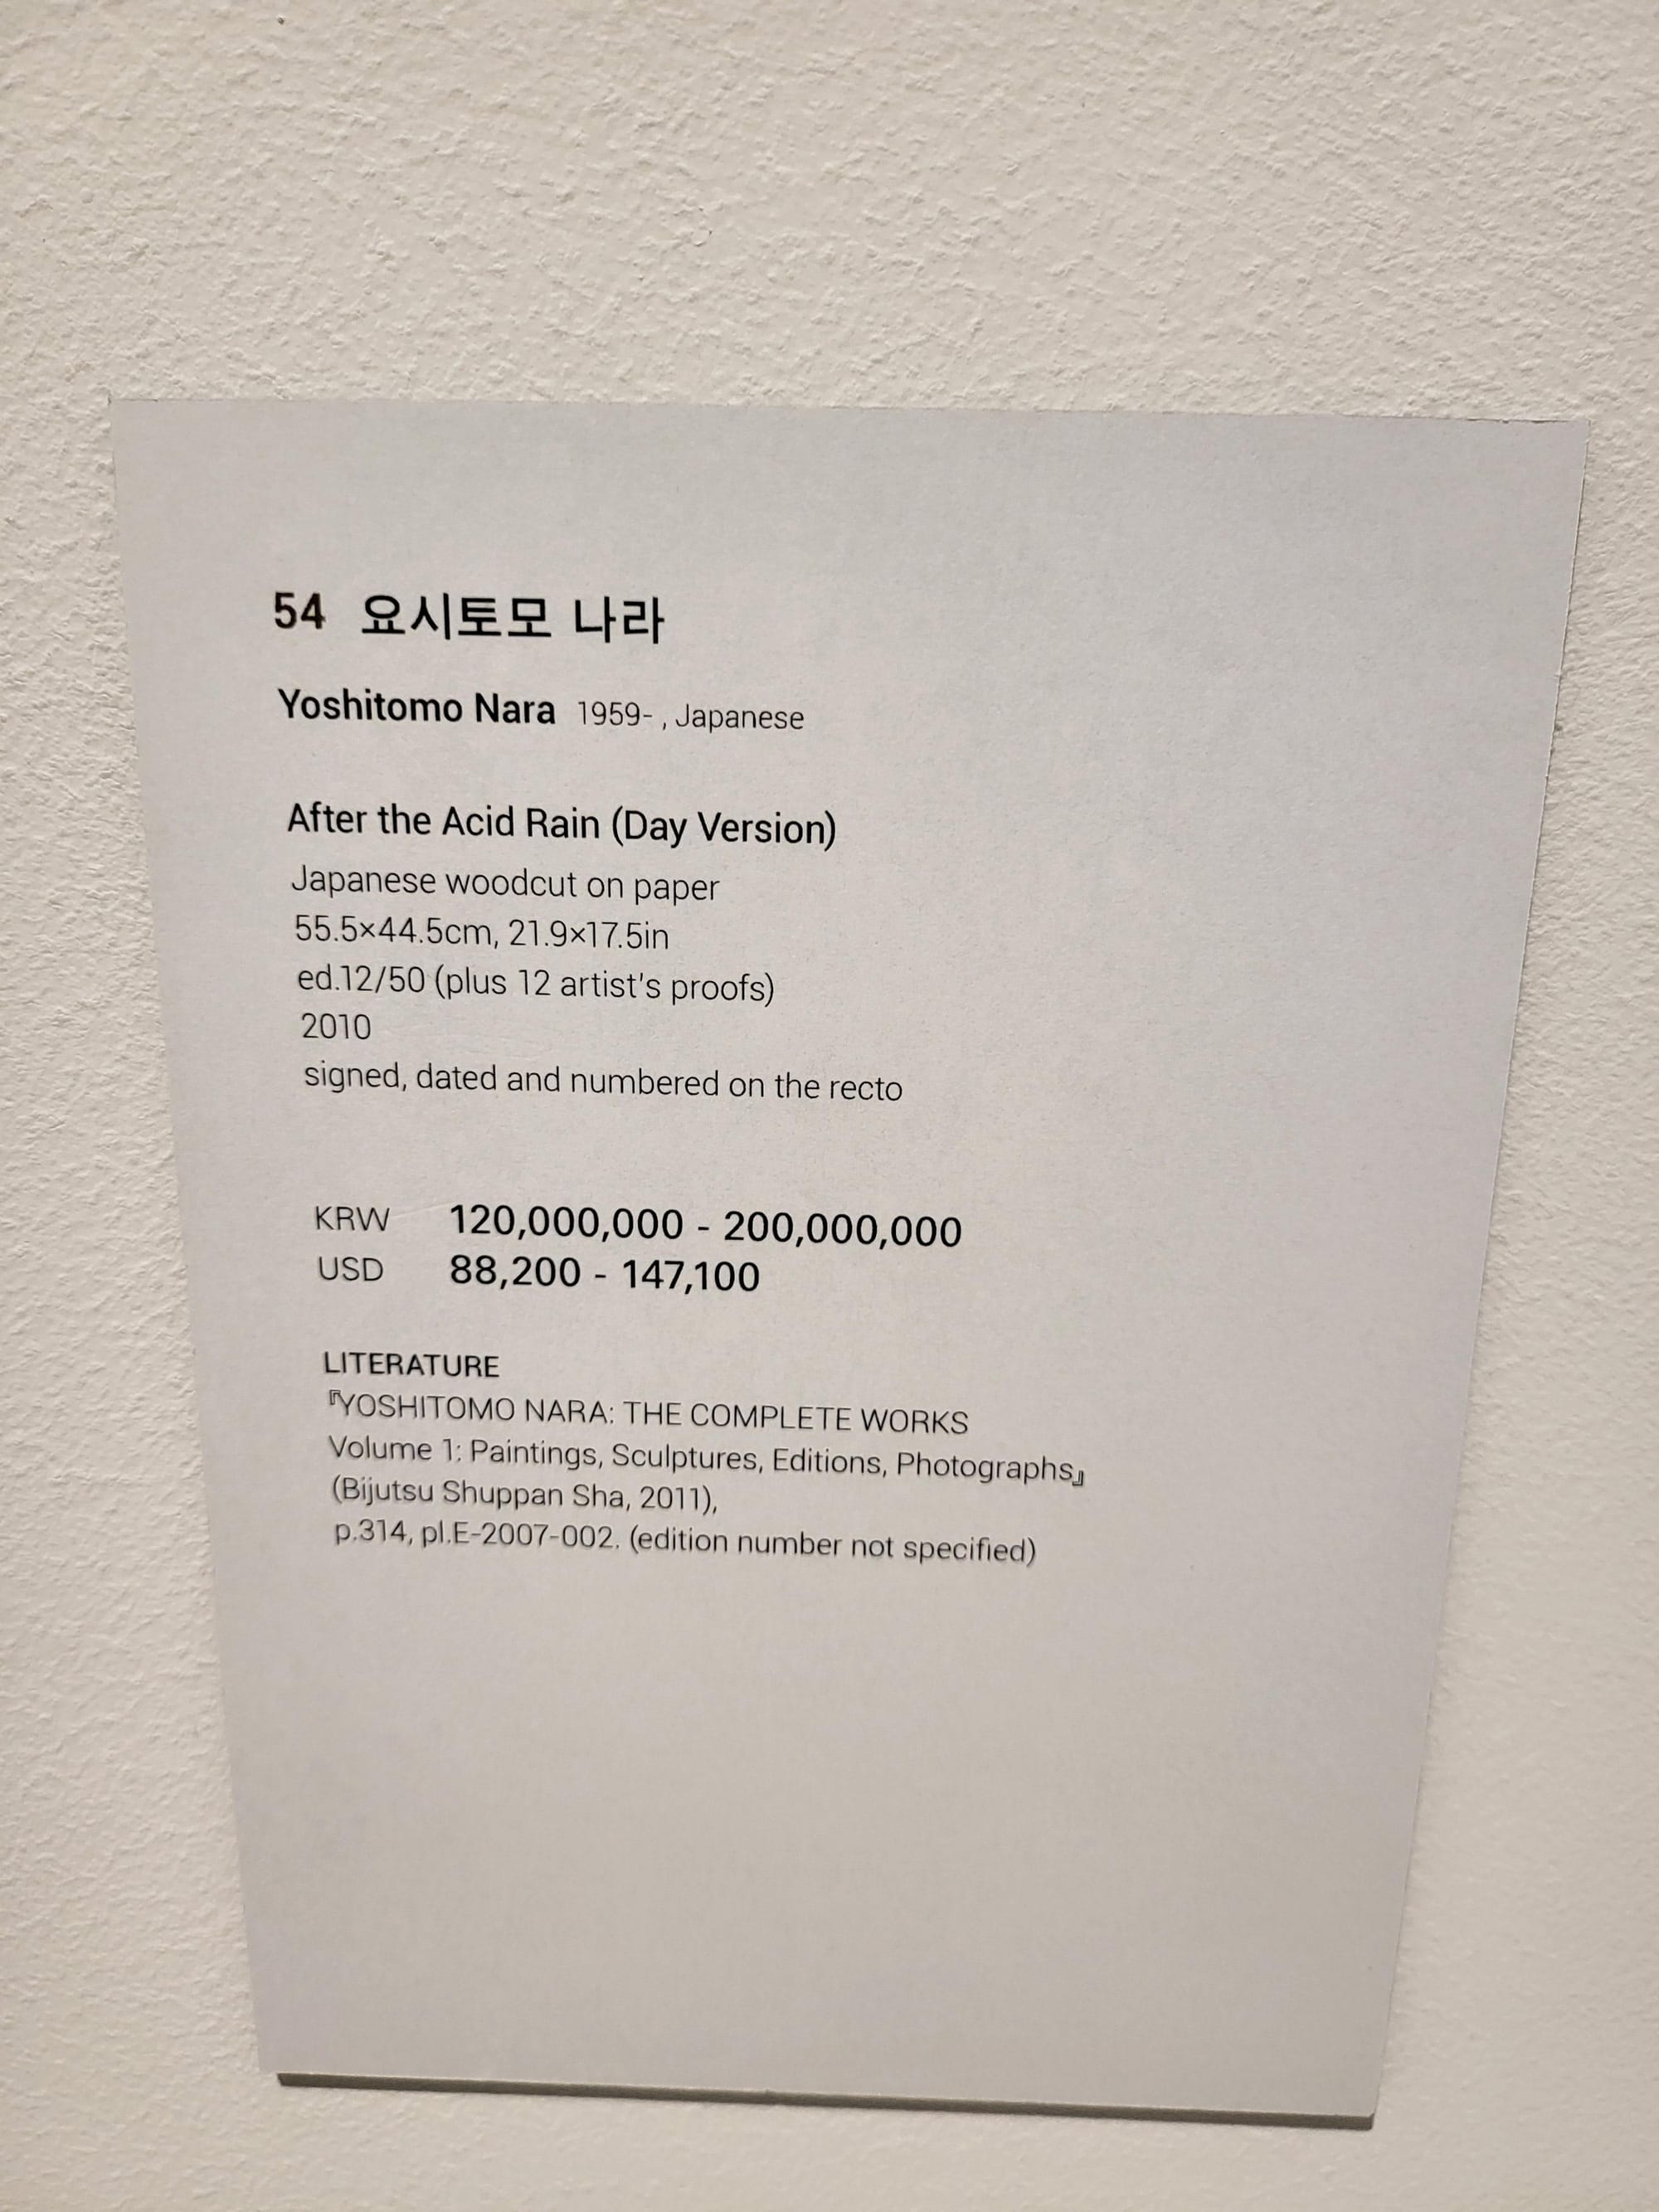 54 요시토모 나라
Yoshitomo Nara 1959- , Japanese
After the Acid Rain (Day Version)
Japanese woodcut on paper
55.5×44.5cm, 21.9×17.5in
ed.12/50 (plus 12 artist's proofs)
2010
signed, dated and numbered on the recto
KRW 120,000,000 - 200,000,000
USD 88,200 - 147,100
LITERATURE
『YOSHITOMO NARA: THE COMPLETE WORKS
Volume 1: Paintings, Sculptures, Editions, Photographs』
(Bijutsu Shuppan Sha, 2011),
p.314, pl.E-2007-002. (edition number not specified)